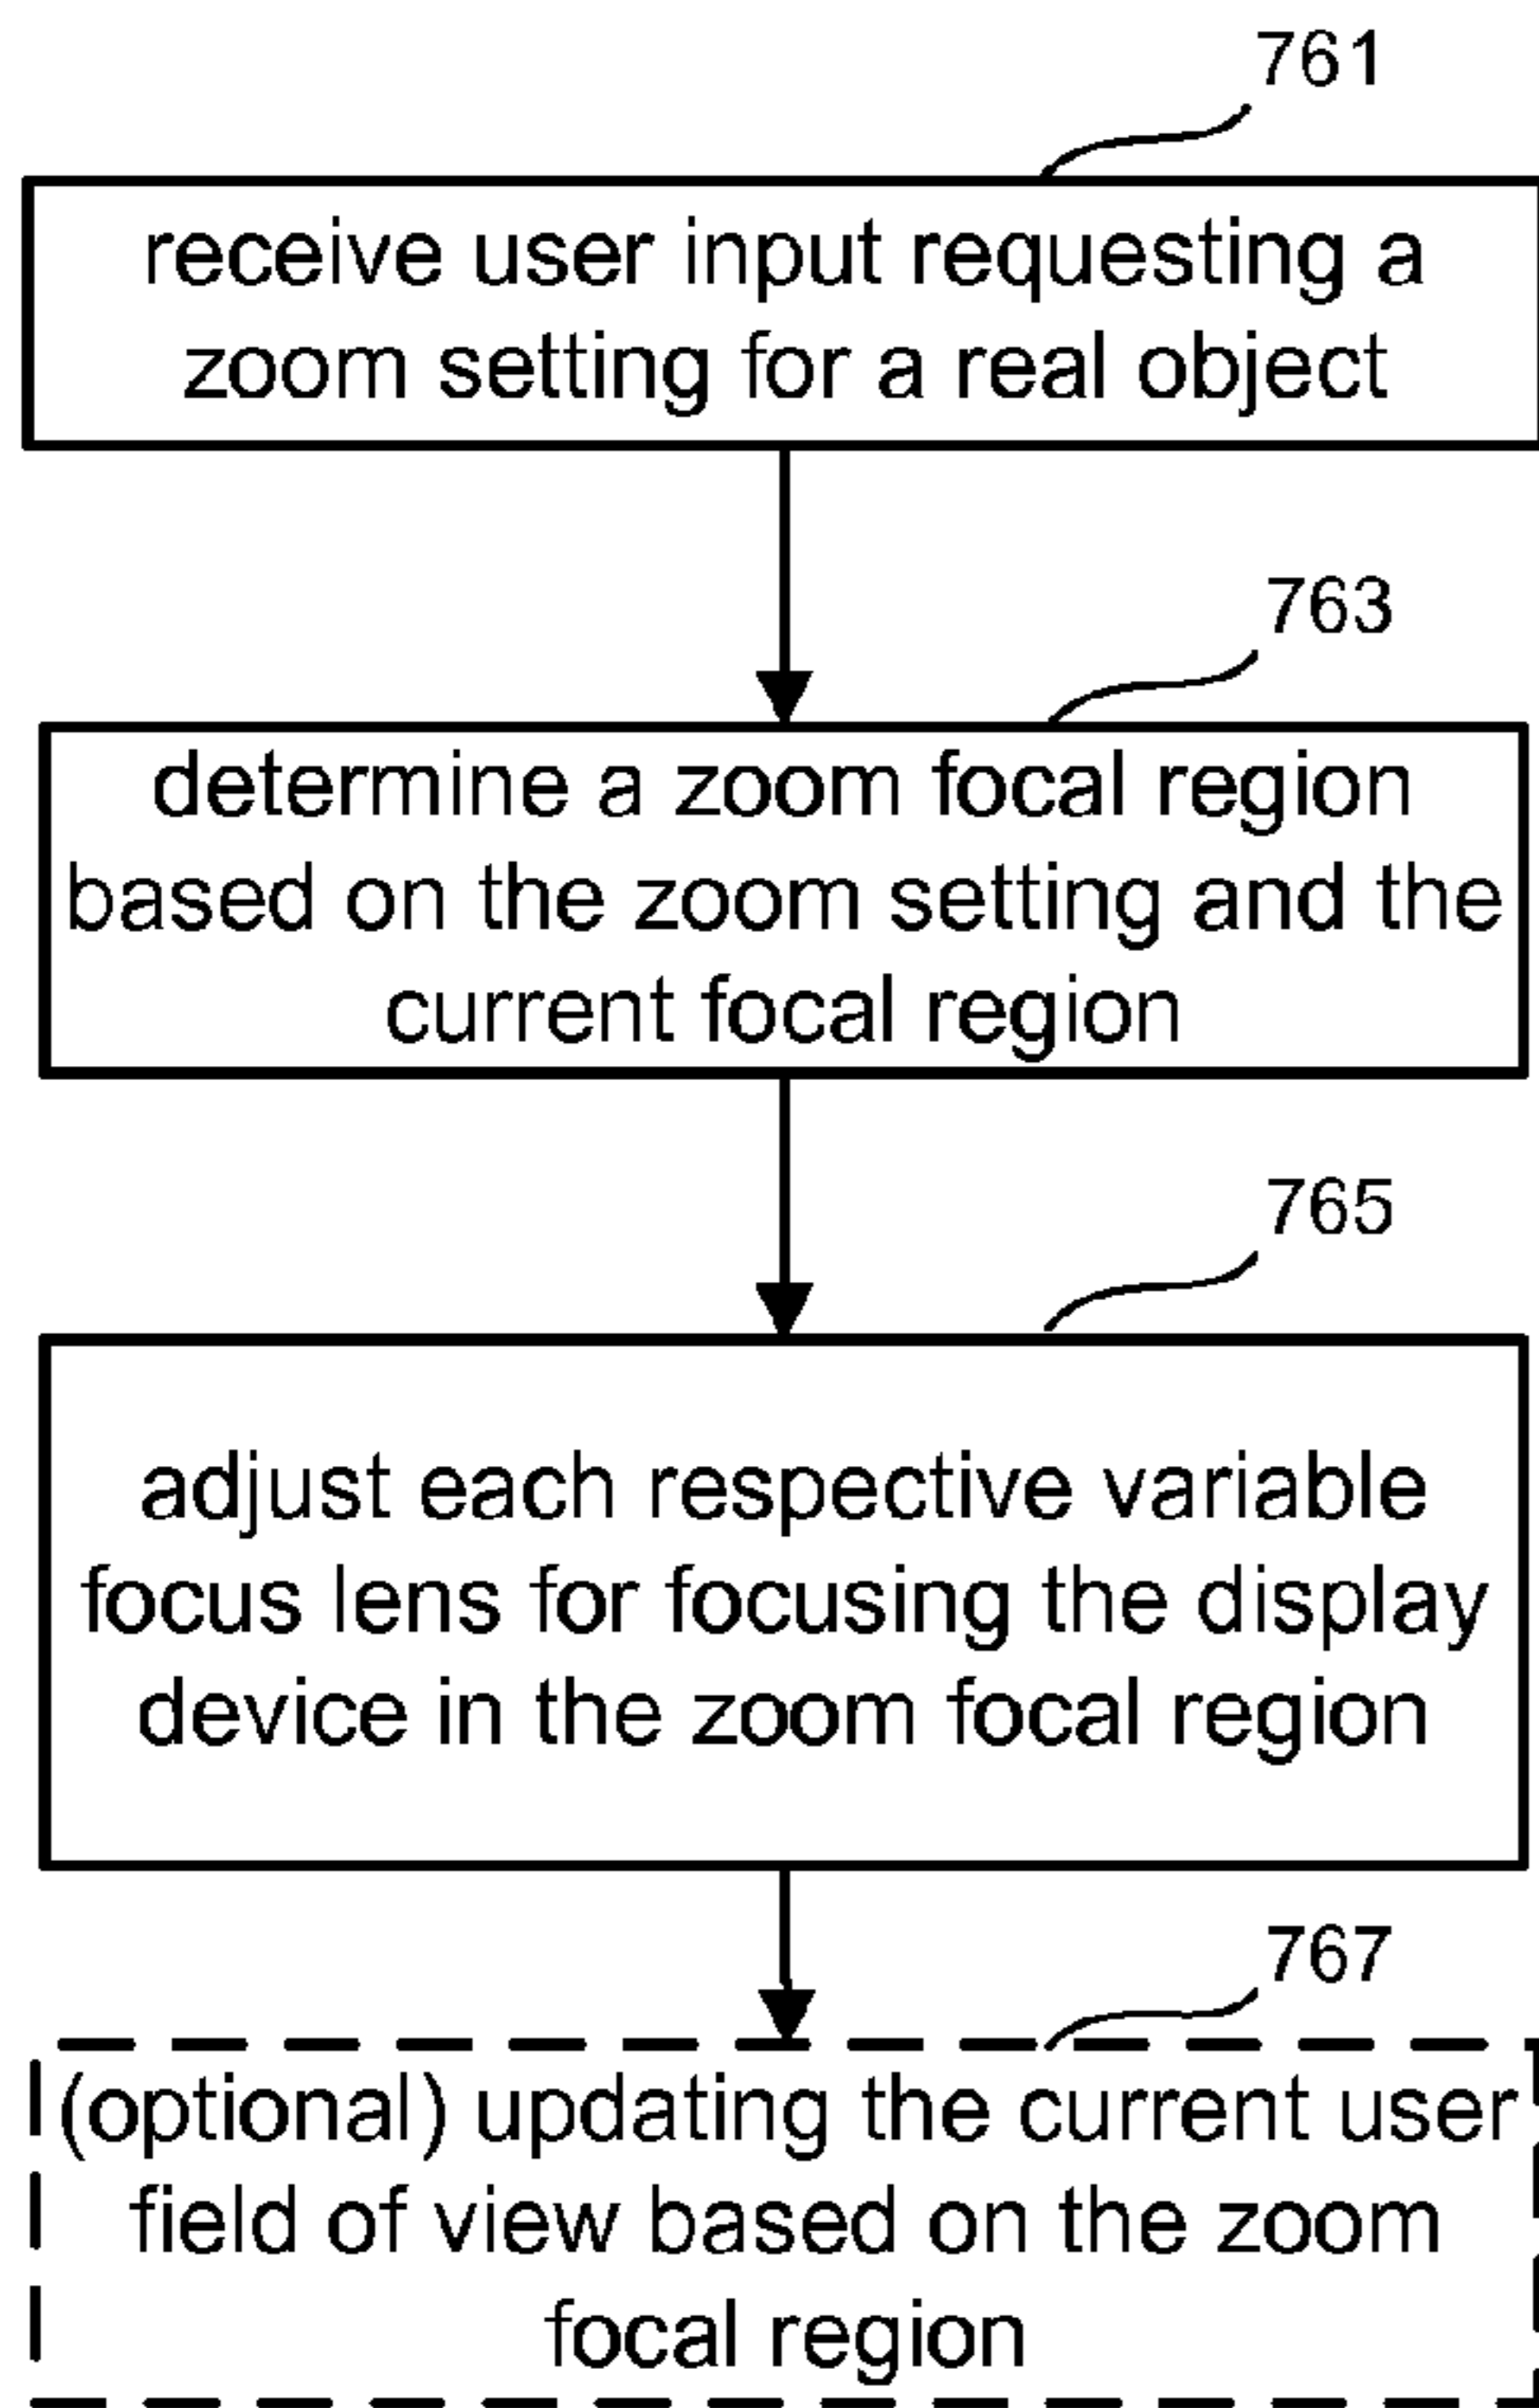 761
receive user input requesting a
zoom setting for a real object
763
determine a zoom focal region
based on the zoom setting and the
current focal region
765
adjust each respective variable
focus lens for focusing the display
device in the zoom focal region
767
(optional) updating the current user
field of view based on the zoom
focal region